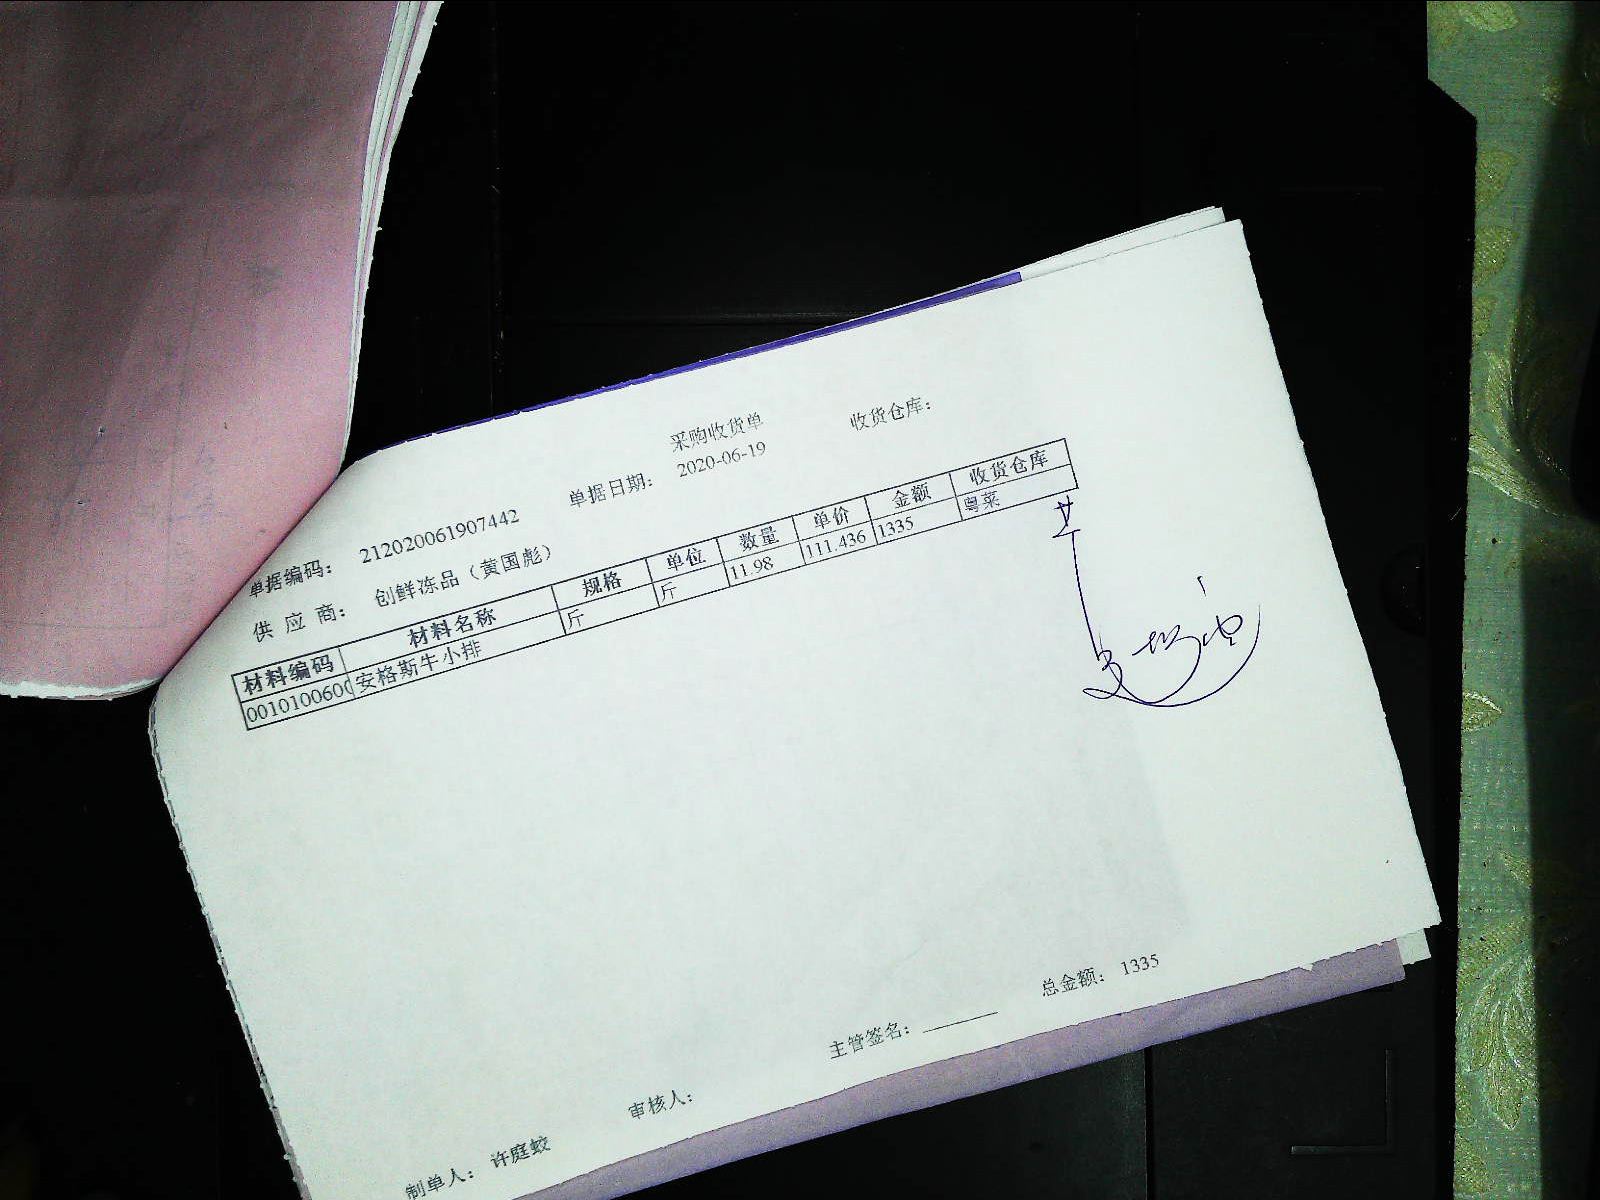 采购收货单
收货仓库：
单据编码： 212020061907442 单据日期： 2020-06-19
供 应 商： 创鲜冻品（黄国彪）
材料编码 材料名称 规格 单位 数量 单价 金额 收货仓库
0010100600 安格斯牛小排 斤 斤 11.98 111.436 1335 粤菜
总金额： 1335
主管签名：
审核人：
制单人： 许庭蛟